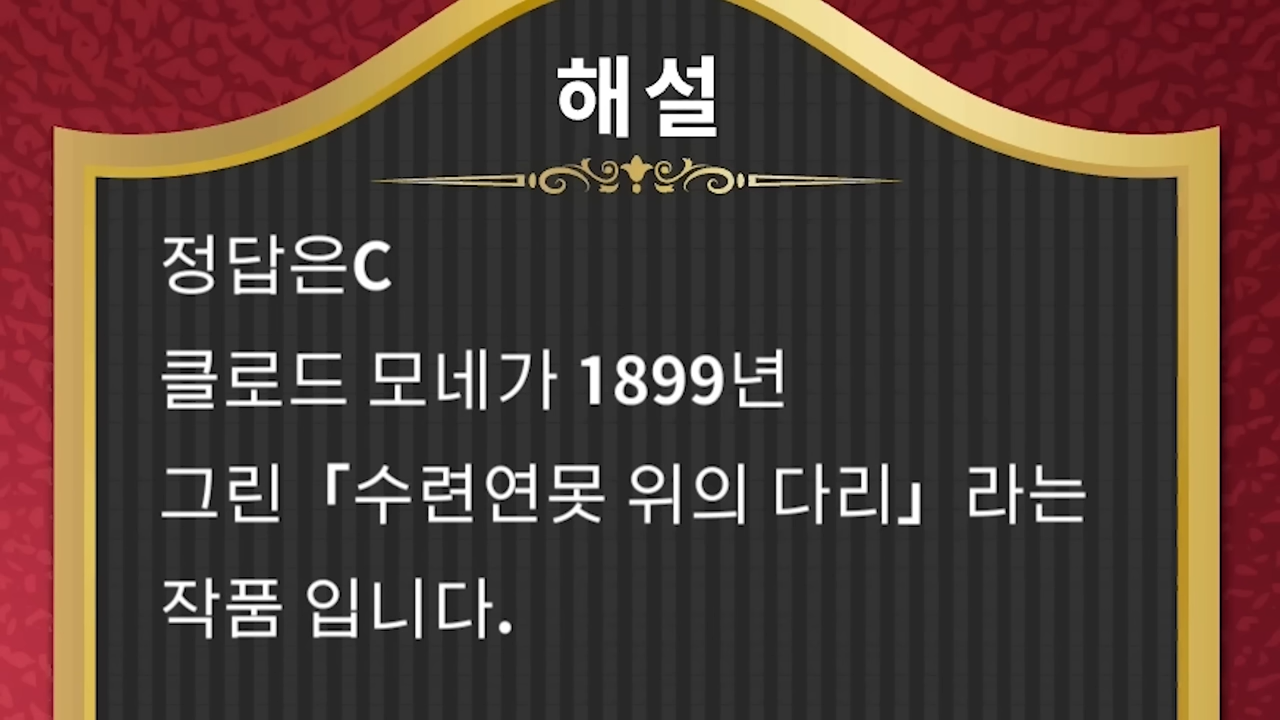 해설
정답은C
클로드 모네가 1899년
그린「수련연못 위의 다리」라는
작품 입니다.